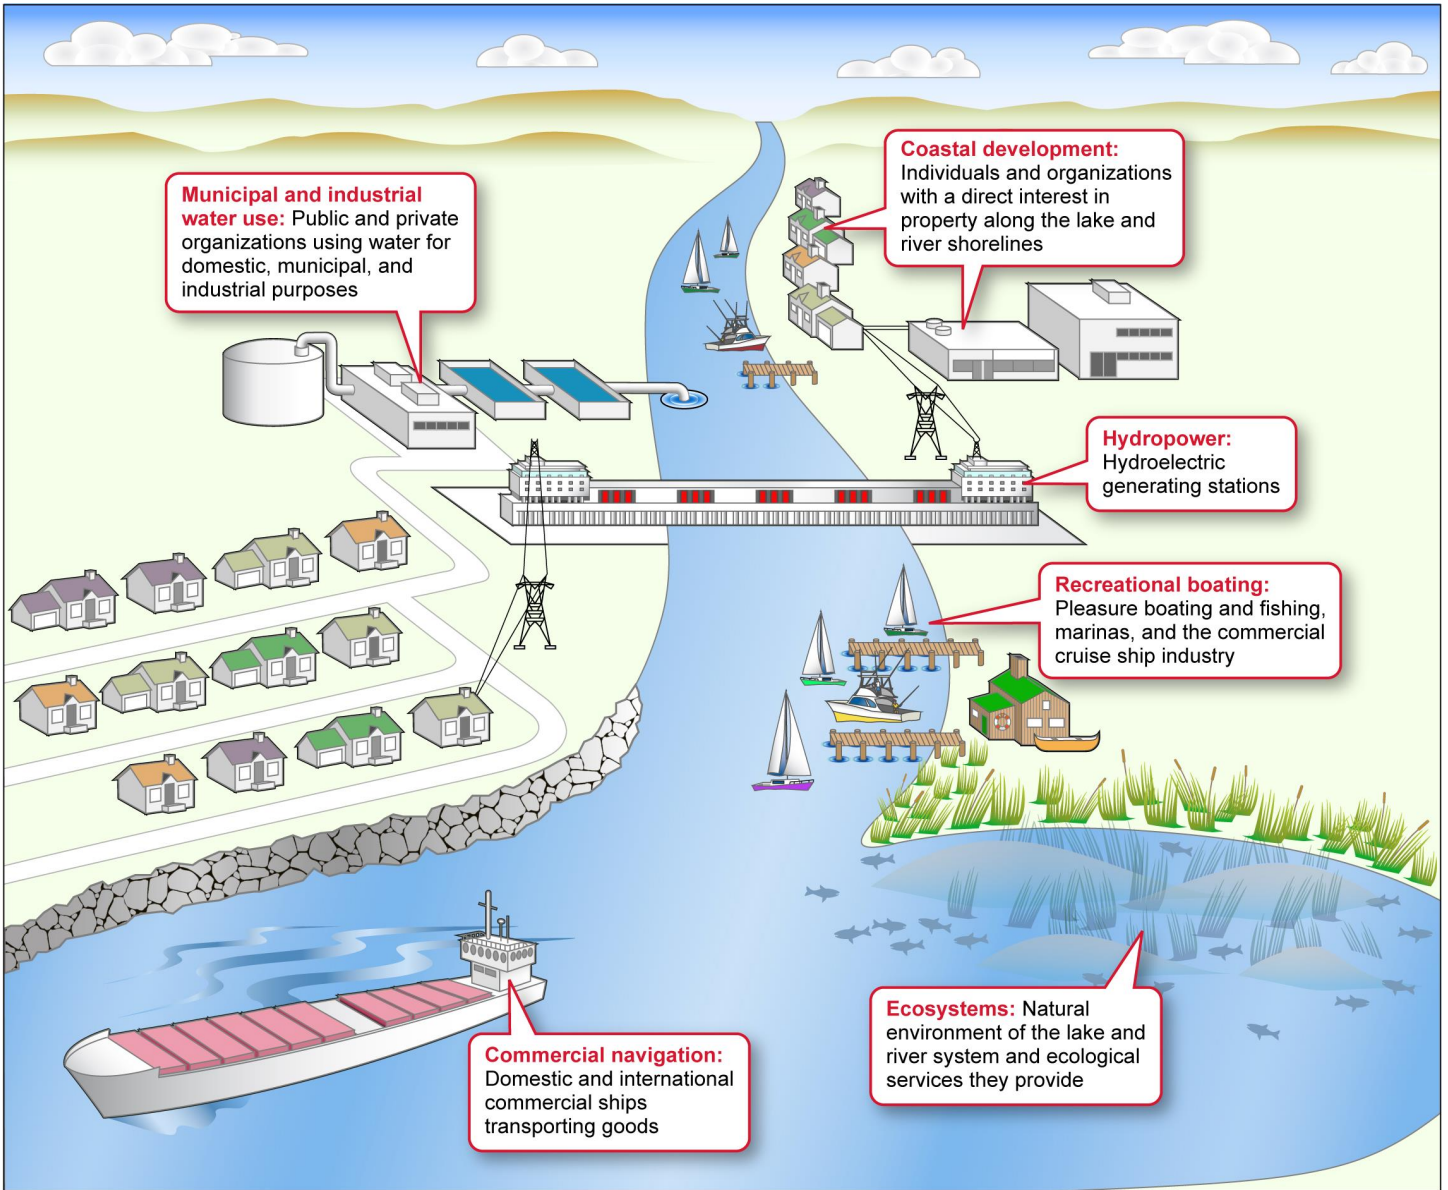 Coastal development:
Individuals and organizations
with a direct interest in
property along the lake and
river shorelines
Municipal and industrial
water use: Public and private
organizations using water for
domestic, municipal, and
industrial purposes
Hydropower:
Hydroelectric
generating stations
Recreational boating:
Pleasure boating and fishing,
marinas, and the commercial
cruise ship industry
Ecosystems: Natural
environment of the lake and
river system and ecological
services they provide
Commercial navigation:
Domestic and international
commercial ships
transporting goods